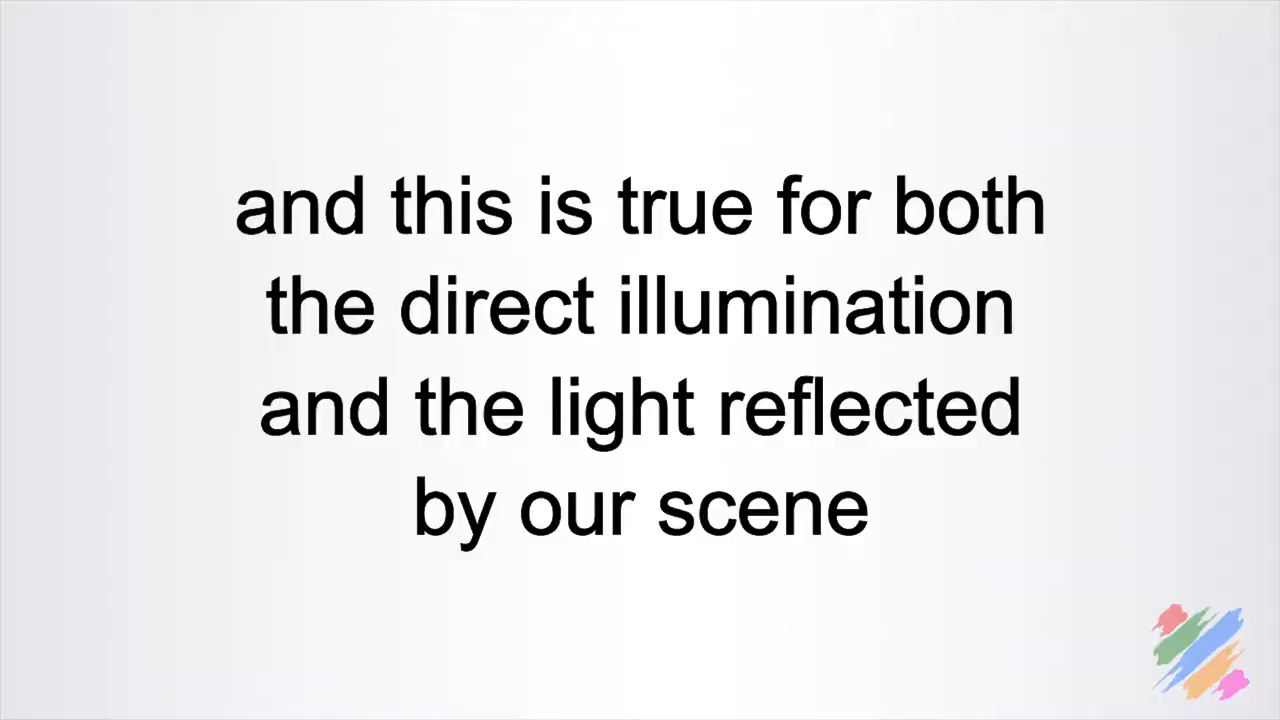 and this is true for both
the direct illumination
and the light reflected
by our scene